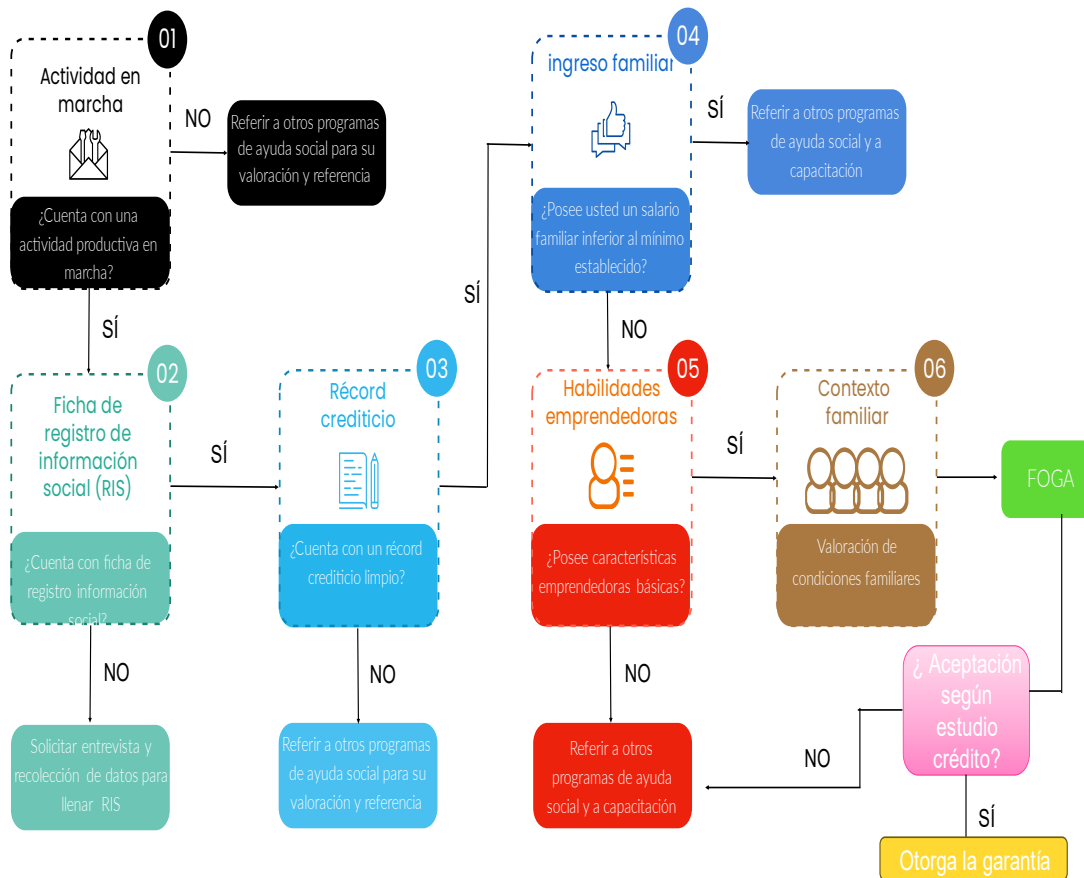 01
Actividad en
marcha
¿Cuenta con una
actividad productiva en
marcha?
NO
Referir a otros programas
de ayuda social para su
valoración y referencia
SÍ
02
Ficha de
registro de
información
social (RIS)
¿Cuenta con ficha de
registro información
social?
NO
Solicitar entrevista y
recolección de datos para
llenar RIS
SÍ
03
Récord
crediticio
¿Cuenta con un récord
crediticio limpio?
NO
Referir a otros programas
de ayuda social para su
valoración y referencia
SÍ
04
ingreso familiar
¿Posee usted un salario
familiar inferior al mínimo
establecido?
SÍ
Referir a otros programas
de ayuda social y a
capacitación
NO
05
Habilidades
emprendedoras
¿Posee características
emprendedoras básicas?
NO
Referir a otros
programas de ayuda
social y a capacitación
SÍ
06
Contexto
familiar
Valoración de
condiciones familiares
FOGA
¿ Aceptación
según
estudio
crédito?
NO
SÍ
Otorga la garantía